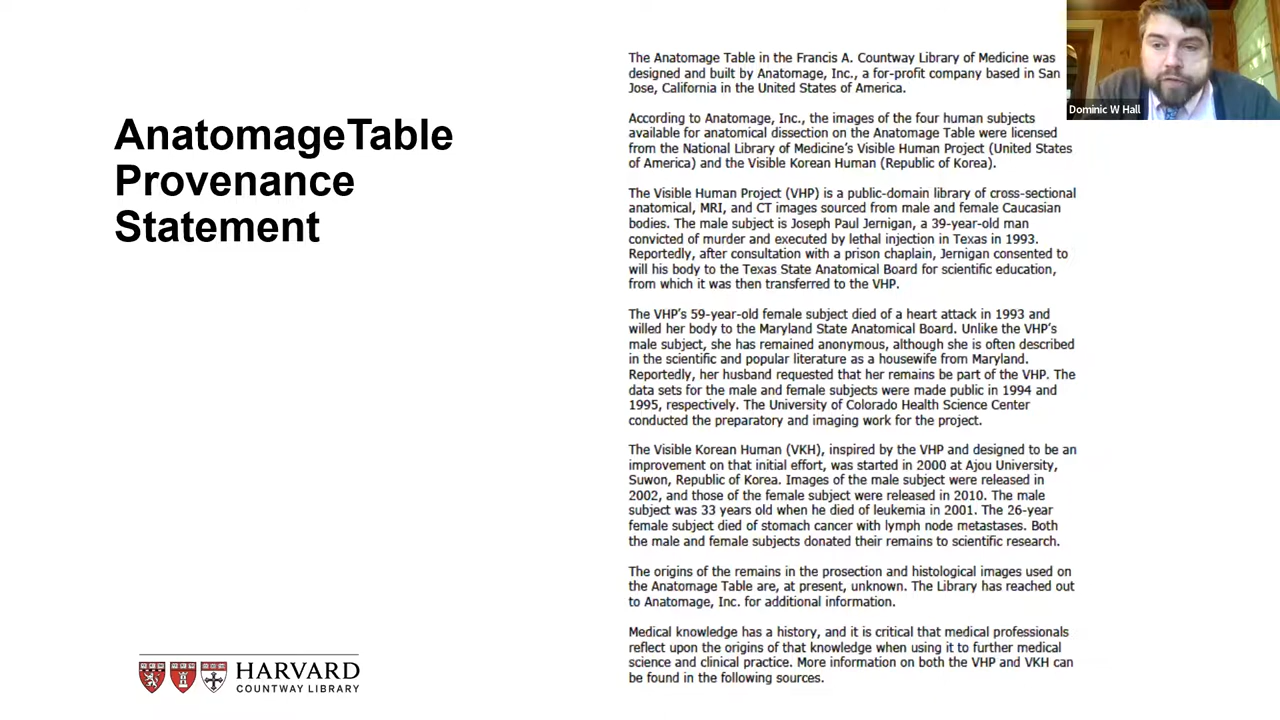 AnatomageTable
Provenance
Statement
The Anatomage Table in the Francis A. Countway Library of Medicine was
designed and built by Anatomage, Inc., a for-profit company based in San
Jose, California in the United States of America.
According to Anatomage, Inc., the images of the four human subjects
available for anatomical dissection on the Anatomage Table were licensed
from the National Library of Medicine's Visible Human Project (United States
of America) and the Visible Korean Human (Republic of Korea).
The Visible Human Project (VHP) is a public-domain library of cross-sectional
anatomical, MRI, and CT images sourced from male and female Caucasian
bodies. The male subject is Joseph Paul Jernigan, a 39-year-old man
convicted of murder and executed by lethal injection in Texas in 1993.
Reportedly, after consultation with a prison chaplain, Jernigan consented to
will his body to the Texas State Anatomical Board for scientific education,
from which it was then transferred to the VHP.
The VHP's 59-year-old female subject died of a heart attack in 1993 and
willed her body to the Maryland State Anatomical Board. Unlike the VHP's
male subject, she has remained anonymous, although she is often described
in the scientific and popular literature as a housewife from Maryland.
Reportedly, her husband requested that her remains be part of the VHP. The
data sets for the male and female subjects were made public in 1994 and
1995, respectively. The University of Colorado Health Science Center
conducted the preparatory and imaging work for the project.
The Visible Korean Human (VKH), inspired by the VHP and designed to be an
improvement on that initial effort, was started in 2000 at Ajou University,
Suwon, Republic of Korea. Images of the male subject were released in
2002, and those of the female subject were released in 2010. The male
subject was 33 years old when he died of leukemia in 2001. The 26-year
female subject died of stomach cancer with lymph node metastases. Both
the male and female subjects donated their remains to scientific research.
The origins of the remains in the prosection and histological images used on
the Anatomage Table are, at present, unknown. The Library has reached out
to Anatomage, Inc. for additional information.
Medical knowledge has a history, and it is critical that medical professionals
reflect upon the origins of that knowledge when using it to further medical
science and clinical practice. More information on both the VHP and VKH can
be found in the following sources.
Dominic W Hall
HARVARD
COUNTWAY LIBRARY